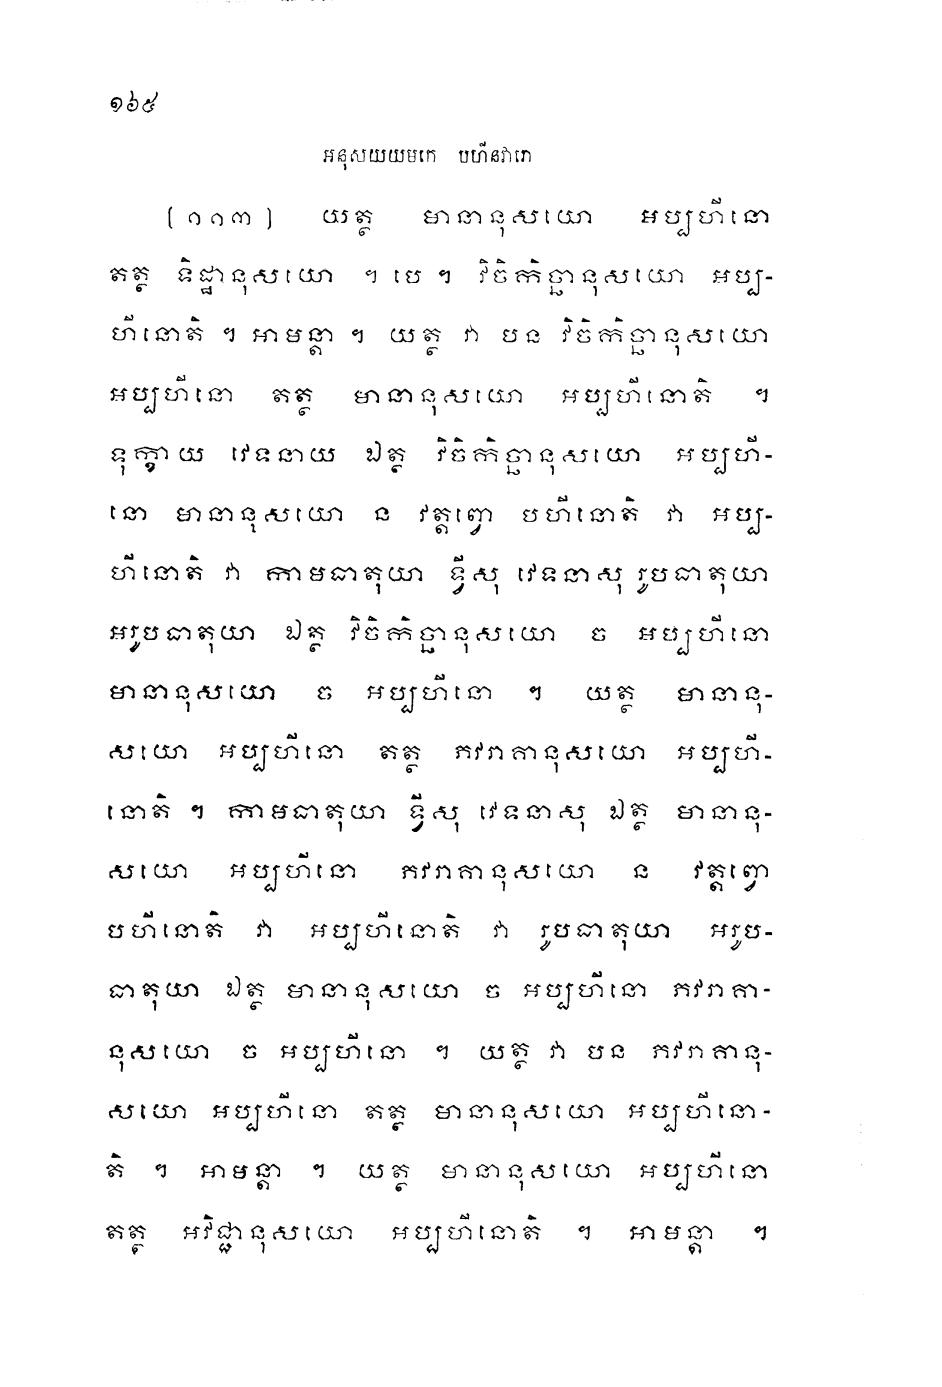 ១៦៥
អនុសយយមកេ បហីនវារោ
(១១៣) យត្ថ មានានុសយោ អប្បហីនោ
តត្ថ ទិដ្ឋានុសយោ ។ បេ ។ វិចិកិច្ឆានុសយោ អប្ប-
ហីនោតិ ។ អាមន្តា ។ យត្ថ វា បន វិចិកិច្ឆានុសយោ
អប្បហីនោ តត្ថ មានានុសយោ អប្បហីនោតិ ។
ទុក្ខាយ វេទនាយ ឯត្ថ វិចិកិច្ឆានុសយោ អប្បហី-
នោ មានានុសយោ ន វត្តព្វោ បហីនោតិ វា អប្ប-
ហីនោតិ វា កាមធាតុយា ទ្វីសុ វេទនាសុ រូបធាតុយា
អរូបធាតុយា ឯត្ថ វិចិកិច្ឆានុសយោ ច អប្បហីនោ
មានានុសយោ ច អប្បហីនោ ។ យត្ថ មានានុ-
សយោ អប្បហីនោ តត្ថ ភវរាគានុសយោ អប្បហី-
នោតិ ។ កាមធាតុយា ទ្វីសុ វេទនាសុ ឯត្ថ មានានុ-
សយោ អប្បហីនោ ភវរាគានុសយោ ន វត្តព្វោ
បហីនោតិ វា អប្បហីនោតិ វា រូបធាតុយា អរូប-
ធាតុយា ឯត្ថ មានានុសយោ ច អប្បហីនោ ភវរាគា-
នុសយោ ច អប្បហីនោ ។ យត្ថ វា បន ភវរាគានុ-
សយោ អប្បហីនោ តត្ថ មានានុសយោ អប្បហីនោ-
តិ ។ អាមន្តា ។ យត្ថ មានានុសយោ អប្បហីនោ
តត្ថ អវិជ្ជានុសយោ អប្បហីនោតិ ។ អាមន្តា ។